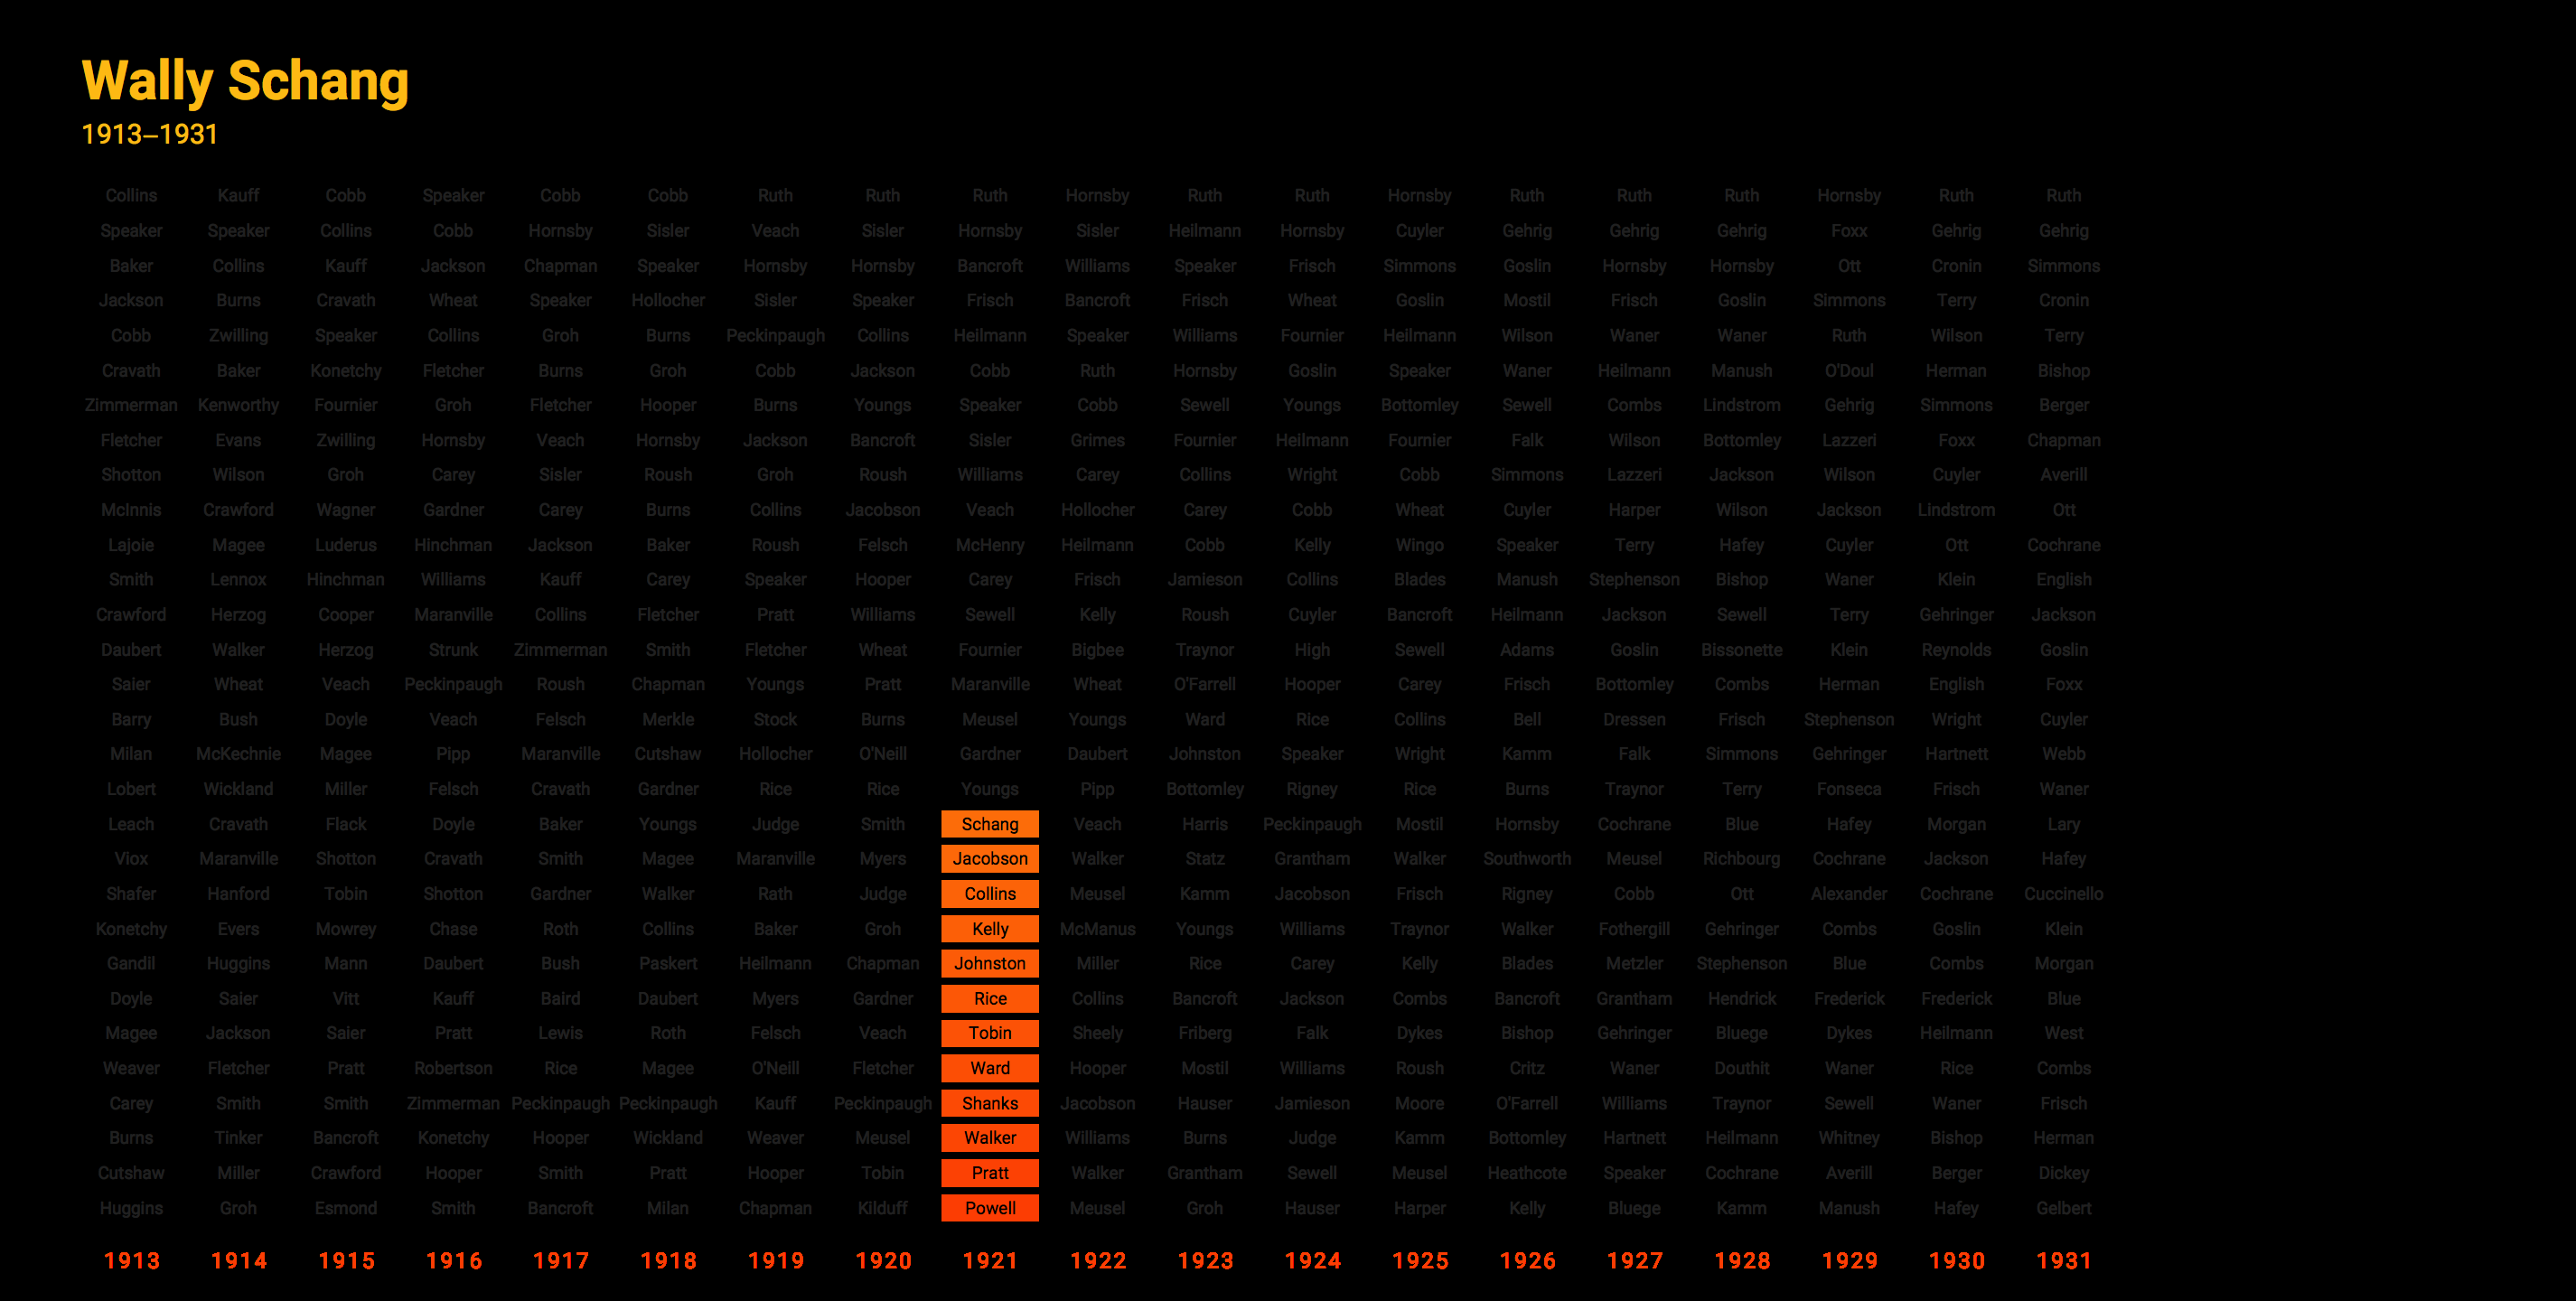 Wally Schang
1913–1931
Collins Kauff Cobb Speaker Cobb Cobb Ruth Ruth Ruth Hornsby Ruth Ruth Hornsby Ruth Ruth Ruth Hornsby Ruth Ruth
Speaker Speaker Collins Cobb Hornsby Sisler Veach Sisler Hornsby Sisler Heilmann Hornsby Cuyler Gehrig Gehrig Gehrig Foxx Gehrig Gehrig
Baker Collins Kauff Jackson Chapman Speaker Hornsby Hornsby Bancroft Williams Speaker Frisch Simmons Goslin Hornsby Hornsby Ott Cronin Simmons
Jackson Burns Cravath Wheat Speaker Hollocher Sisler Speaker Frisch Bancroft Frisch Wheat Goslin Mostil Frisch Goslin Simmons Terry Cronin
Cobb Zwilling Speaker Collins Groh Burns Peckinpaugh Collins Heilmann Speaker Williams Fournier Heilmann Wilson Waner Waner Ruth Wilson Terry
Cravath Baker Konetchy Fletcher Burns Groh Cobb Jackson Cobb Ruth Hornsby Goslin Speaker Waner Heilmann Manush O'Doul Herman Bishop
Zimmerman Kenworthy Fournier Groh Fletcher Hooper Burns Youngs Speaker Cobb Sewell Youngs Bottomley Sewell Combs Lindstrom Gehrig Simmons Berger
Fletcher Evans Zwilling Hornsby Veach Hornsby Jackson Bancroft Sisler Grimes Fournier Heilmann Fournier Falk Wilson Bottomley Lazzeri Foxx Chapman
Shotton Wilson Groh Carey Sisler Roush Groh Roush Williams Carey Collins Wright Cobb Simmons Lazzeri Jackson Wilson Cuyler Averill
McInnis Crawford Wagner Gardner Carey Burns Collins Jacobson Veach Hollocher Carey Cobb Wheat Cuyler Harper Wilson Jackson Lindstrom Ott
Lajoie Magee Luderus Hinchman Jackson Baker Roush Felsch McHenry Heilmann Cobb Kelly Wingo Speaker Terry Hafey Cuyler Ott Cochrane
Smith Lennox Hinchman Williams Kauff Carey Speaker Hooper Carey Frisch Jamieson Collins Blades Manush Stephenson Bishop Waner Klein English
Crawford Herzog Cooper Maranville Collins Fletcher Pratt Williams Sewell Kelly Roush Cuyler Bancroft Heilmann Jackson Sewell Terry Gehringer Jackson
Daubert Walker Herzog Strunk Zimmerman Smith Fletcher Wheat Fournier Bigbee Traynor High Sewell Adams Goslin Bissonette Klein Reynolds Goslin
Saier Wheat Veach Peckinpaugh Roush Chapman Youngs Pratt Maranville Wheat O'Farrell Hooper Carey Frisch Bottomley Combs Herman English Foxx
Barry Bush Doyle Veach Felsch Merkle Stock Burns Meusel Youngs Ward Rice Collins Bell Dressen Frisch Stephenson Wright Cuyler
Milan McKechnie Magee Pipp Maranville Cutshaw Hollocher O'Neill Gardner Daubert Johnston Speaker Wright Kamm Falk Simmons Gehringer Hartnett Webb
Lobert Wickland Miller Felsch Cravath Gardner Rice Rice Youngs Pipp Bottomley Rigney Rice Burns Traynor Terry Fonseca Frisch Waner
Leach Cravath Flack Doyle Baker Youngs Judge Smith Schang Veach Harris Peckinpaugh Mostil Hornsby Cochrane Blue Hafey Morgan Lary
Viox Maranville Shotton Cravath Smith Magee Maranville Myers Jacobson Walker Statz Grantham Walker Southworth Meusel Richbourg Cochrane Jackson Hafey
Shafer Hanford Tobin Shotton Gardner Walker Rath Judge Collins Meusel Kamm Jacobson Frisch Rigney Cobb Ott Alexander Cochrane Cuccinello
Konetchy Evers Mowrey Chase Roth Collins Baker Groh Kelly McManus Youngs Williams Traynor Walker Fothergill Gehringer Combs Goslin Klein
Gandil Huggins Mann Daubert Bush Paskert Heilmann Chapman Johnston Miller Rice Carey Kelly Blades Metzler Stephenson Blue Combs Morgan
Doyle Saier Vitt Kauff Baird Daubert Myers Gardner Rice Collins Bancroft Jackson Combs Bancroft Grantham Hendrick Frederick Frederick Blue
Magee Jackson Saier Pratt Lewis Roth Felsch Veach Tobin Sheely Friberg Falk Dykes Bishop Gehringer Bluege Dykes Heilmann West
Weaver Fletcher Pratt Robertson Rice Magee O'Neill Fletcher Ward Hooper Mostil Williams Roush Critz Waner Douthit Waner Rice Combs
Carey Smith Smith Zimmerman Peckinpaugh Peckinpaugh Kauff Peckinpaugh Shanks Jacobson Hauser Jamieson Moore O'Farrell Williams Traynor Sewell Waner Frisch
Burns Tinker Bancroft Konetchy Hooper Wickland Weaver Meusel Walker Williams Burns Judge Kamm Bottomley Hartnett Heilmann Whitney Bishop Herman
Cutshaw Miller Crawford Hooper Smith Pratt Hooper Tobin Pratt Walker Grantham Sewell Meusel Heathcote Speaker Cochrane Averill Berger Dickey
Huggins Groh Esmond Smith Bancroft Milan Chapman Kilduff Powell Meusel Groh Hauser Harper Kelly Bluege Kamm Manush Hafey Gelbert
1913 1914 1915 1916 1917 1918 1919 1920 1921 1922 1923 1924 1925 1926 1927 1928 1929 1930 1931